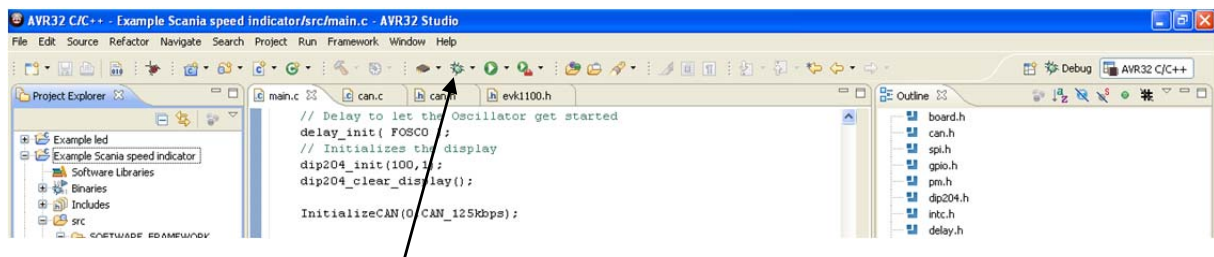 AVR32 C/C++ - Example Scania speed indicator/src/main.c - AVR32 Studio
File Edit Source Refactor Navigate Search Project Run Framework Window Help
Debug AVR32 C/C++
Project Explorer
Example led
Example Scania speed indicator
Software Libraries
Binaries
Includes
src
SOFTWARE_FRAMEWORK
main.c can.c can.h evk1100.h
// Delay to let the Oscillator get started
delay_init( FOSC0 );
// Initializes the display
dip204_init(100,1);
dip204_clear_display();
InitializeCAN(0,CAN_125kbps);
Outline
board.h
can.h
spi.h
gpio.h
pm.h
dip204.h
intc.h
delay.h